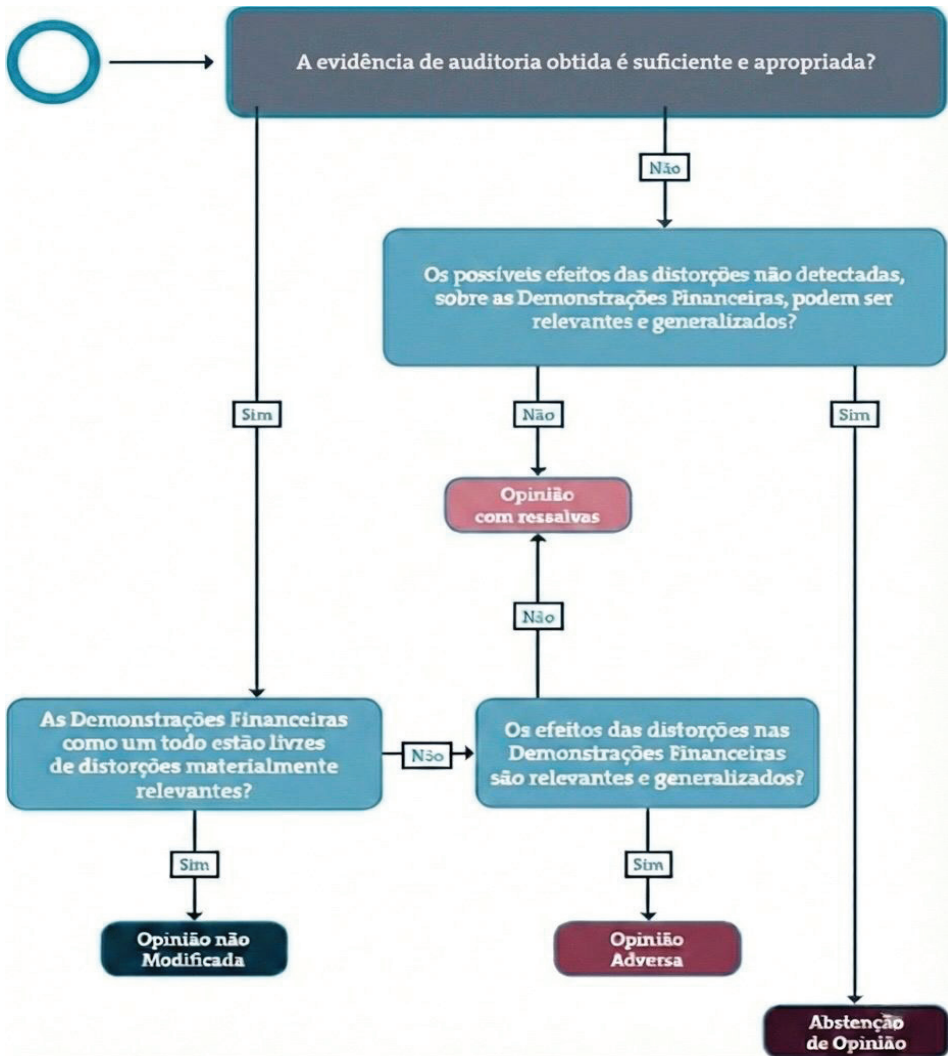 A evidência de auditoria obtida é suficiente e apropriada?
Não
Os possíveis efeitos das distorções não detectadas,
sobre as Demonstrações Financeiras, podem ser
relevantes e generalizados?
Sim
Não
Sim
Opinião
com ressalvas
Não
As Demonstrações Financeiras
como um todo estão livres
de distorções materialmente
relevantes?
Não
Os efeitos das distorções nas
Demonstrações Financeiras
são relevantes e generalizados?
Sim
Sim
Opinião não
Modificada
Opinião
Adversa
Abstenção
de Opinião